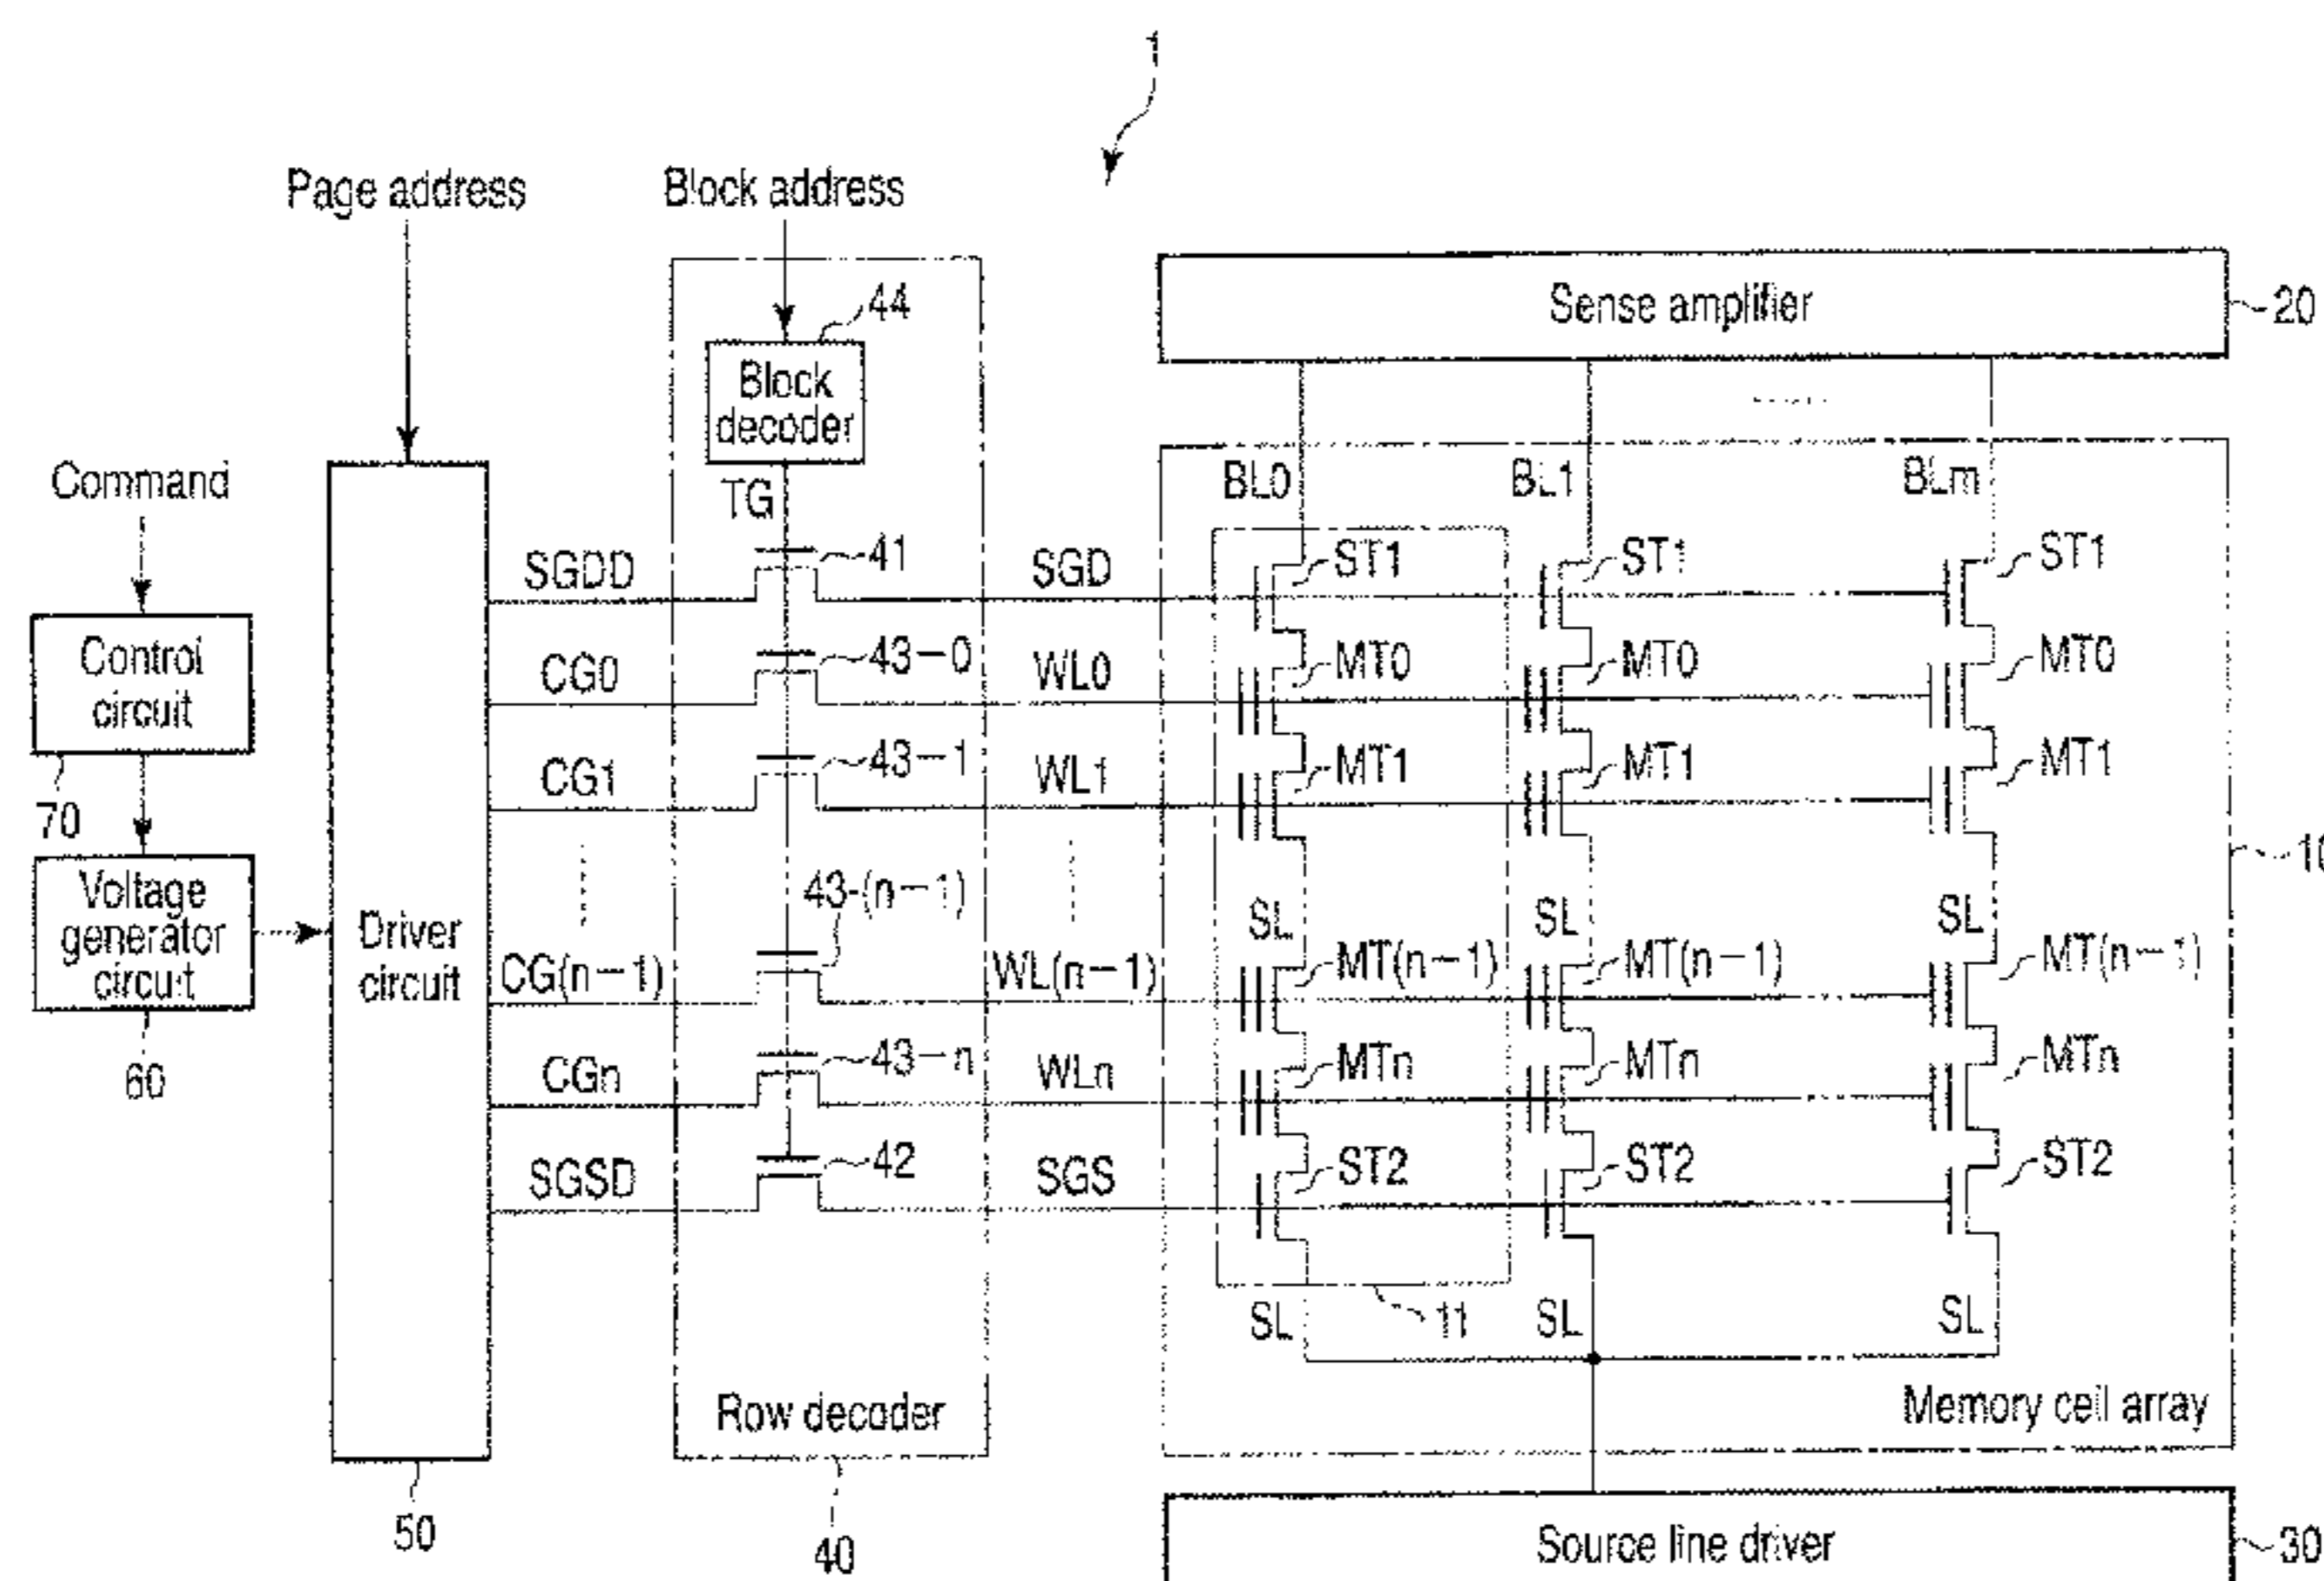 1
Page address
Block address
44
Sense amplifier
20
Block
decoder
Command
TG
BL0
BL1
BLm
SGDD
41
SGD
ST1
ST1
ST1
Control
circuit
CG0
43-0
WL0
MT0
MT0
MT0
70
CG1
43-1
WL1
MT1
MT1
MT1
Voltage
generator
circuit
Driver
circuit
43-(n-1)
SL
SL
SL
10
CG(n-1)
WL(n-1)
MT(n-1)
MT(n-1)
MT(n-1)
60
CGn
43-n
WLn
MTn
MTn
MTn
SGSD
42
SGS
ST2
ST2
ST2
SL
11
SL
SL
Row decoder
Memory cell array
50
40
Source line driver
30